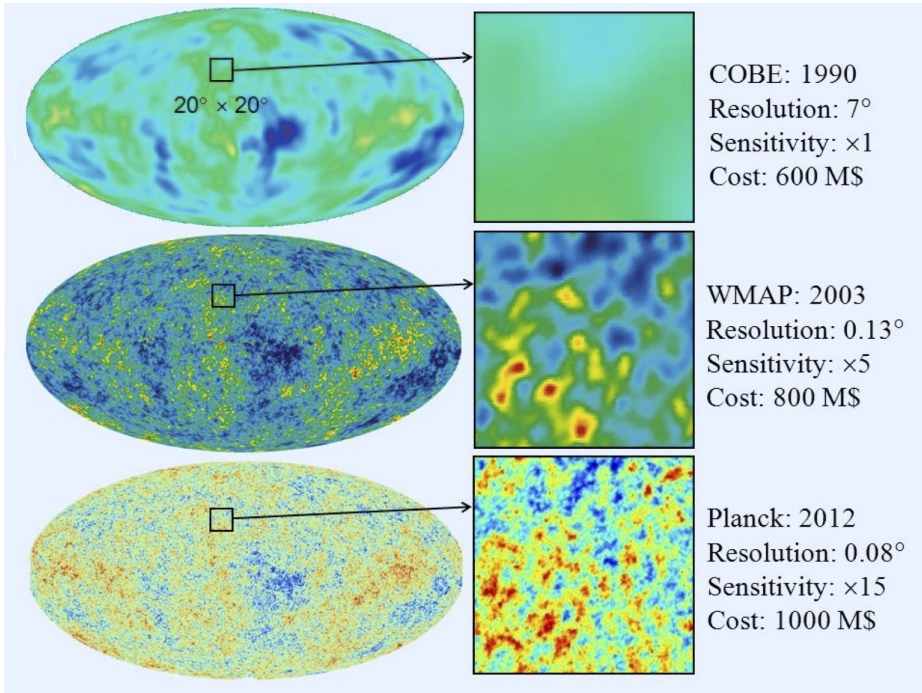 20° × 20°
COBE: 1990
Resolution: 7°
Sensitivity: ×1
Cost: 600 M$
WMAP: 2003
Resolution: 0.13°
Sensitivity: ×5
Cost: 800 M$
Planck: 2012
Resolution: 0.08°
Sensitivity: ×15
Cost: 1000 M$